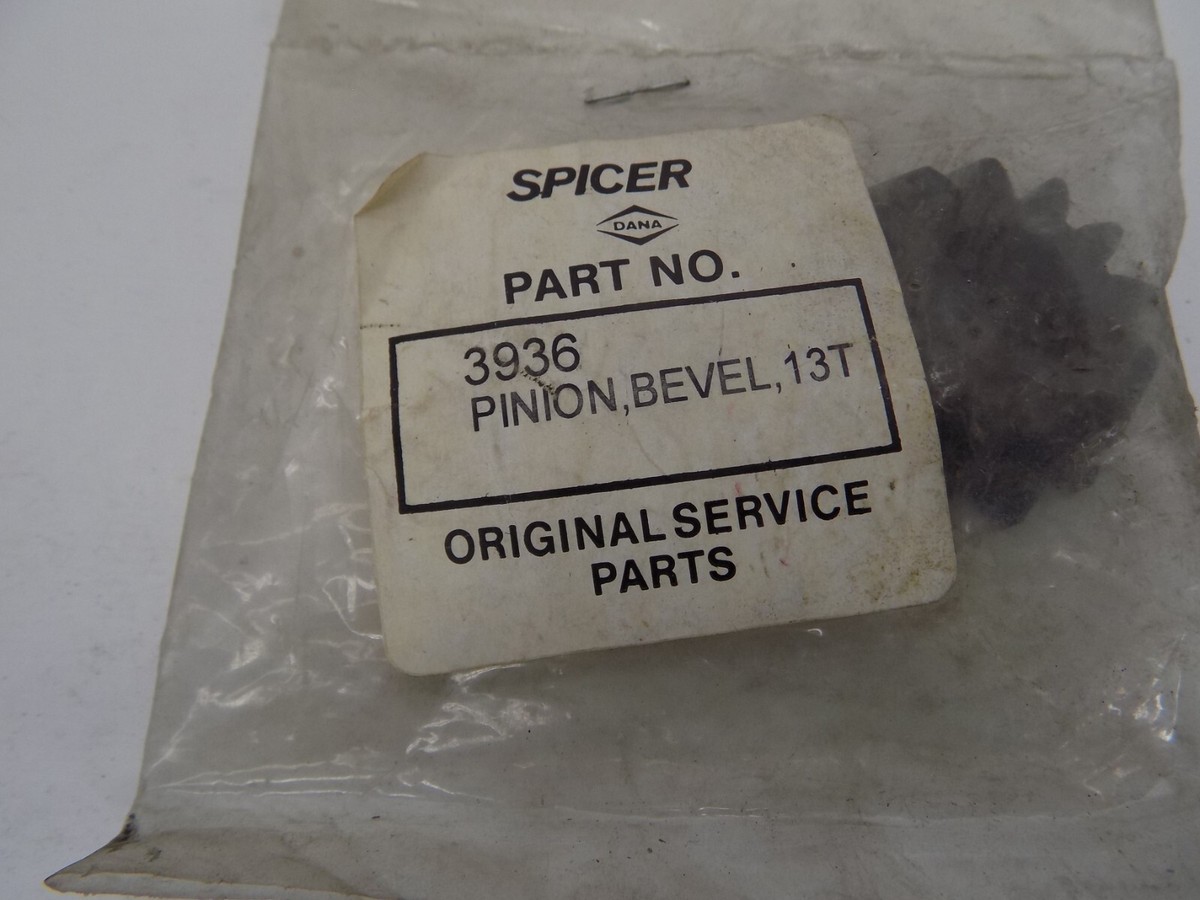 SPICER
DANA
PART NO.
3936
PINION,BEVEL,13T
ORIGINAL SERVICE
PARTS